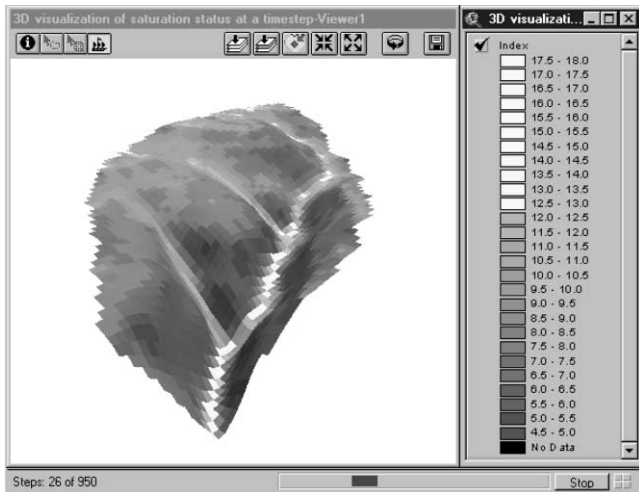 3D visualization of saturation status at a timestep-Viewer1
3D visualizati...
Index
17.5 - 18.0
17.0 - 17.5
16.5 - 17.0
16.0 - 16.5
15.5 - 16.0
15.0 - 15.5
14.5 - 15.0
14.0 - 14.5
13.5 - 14.0
13.0 - 13.5
12.5 - 13.0
12.0 - 12.5
11.5 - 12.0
11.0 - 11.5
10.5 - 11.0
10.0 - 10.5
9.5 - 10.0
9.0 - 9.5
8.5 - 9.0
8.0 - 8.5
7.5 - 8.0
7.0 - 7.5
6.5 - 7.0
6.0 - 6.5
5.5 - 6.0
5.0 - 5.5
4.5 - 5.0
No Data
Steps: 26 of 950
Stop